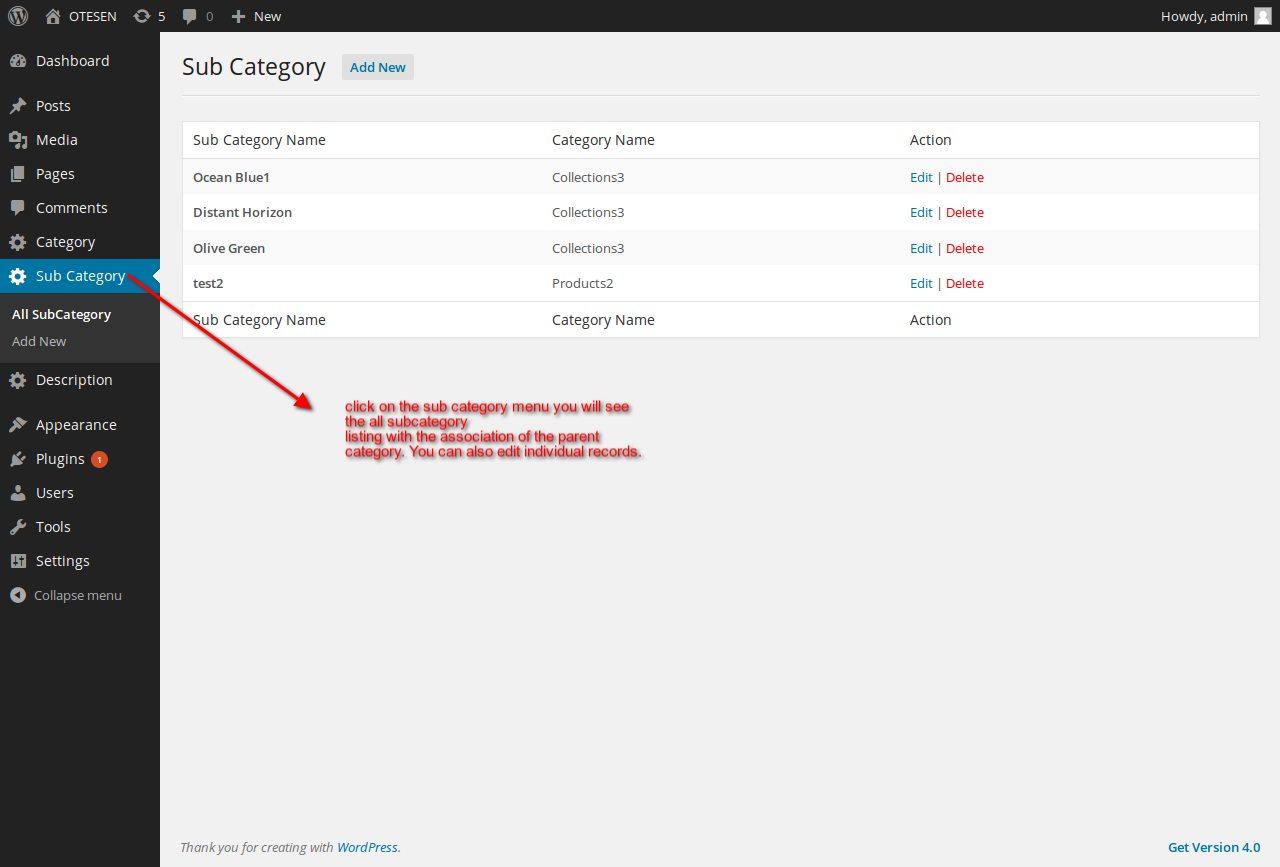 OTESEN 5 0 New Howdy, admin
Dashboard
Posts
Media
Pages
Comments
Category
Sub Category
All SubCategory
Add New
Description
Appearance
Plugins 1
Users
Tools
Settings
Collapse menu
Sub Category Add New
Sub Category Name Category Name Action
Ocean Blue1 Collections3 Edit | Delete
Distant Horizon Collections3 Edit | Delete
Olive Green Collections3 Edit | Delete
test2 Products2 Edit | Delete
Sub Category Name Category Name Action
click on the sub category menu you will see
the all subcategory
listing with the association of the parent
category. You can also edit individual records.
Thank you for creating with WordPress. Get Version 4.0